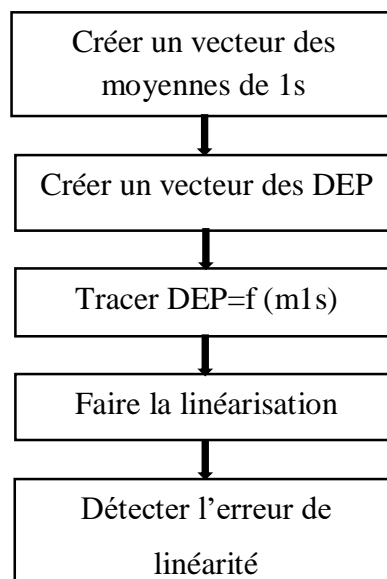 Créer un vecteur des
moyennes de 1s
Créer un vecteur des DEP
Tracer DEP=f (m1s)
Faire la linéarisation
Détecter l’erreur de
linéarité